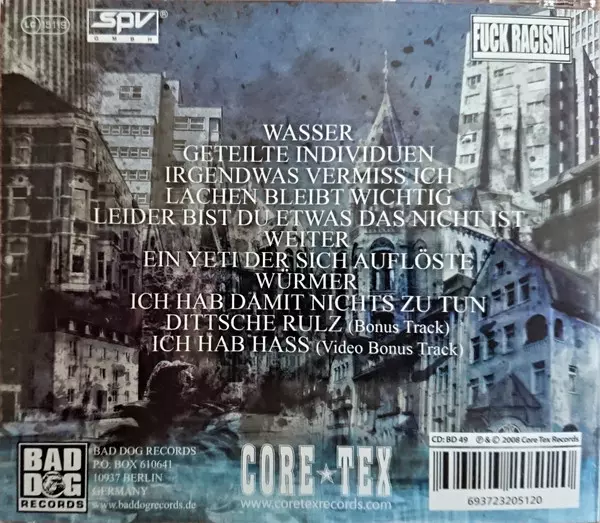 LC 15119
SPV
GMBH
FUCK RACISM!
WASSER
GETEILTE INDIVIDUEN
IRGENDWAS VERMISS ICH
LACHEN BLEIBT WICHTIG
LEIDER BIST DU ETWAS DAS NICHT IST
WEITER
EIN YETI DER SICH AUFLÖSTE
WÜRMER
ICH HAB DAMIT NICHTS ZU TUN
DITTSCHE RULZ (Bonus Track)
ICH HAB HASS (Video Bonus Track)
BAD DOG RECORDS
BAD DOG RECORDS
P.O. BOX 610641
10937 BERLIN
GERMANY
www.baddogrecords.de
CORE★TEX
www.coretexrecords.com
CD: BD 49 ℗ & © 2008 Core Tex Records
693723205120